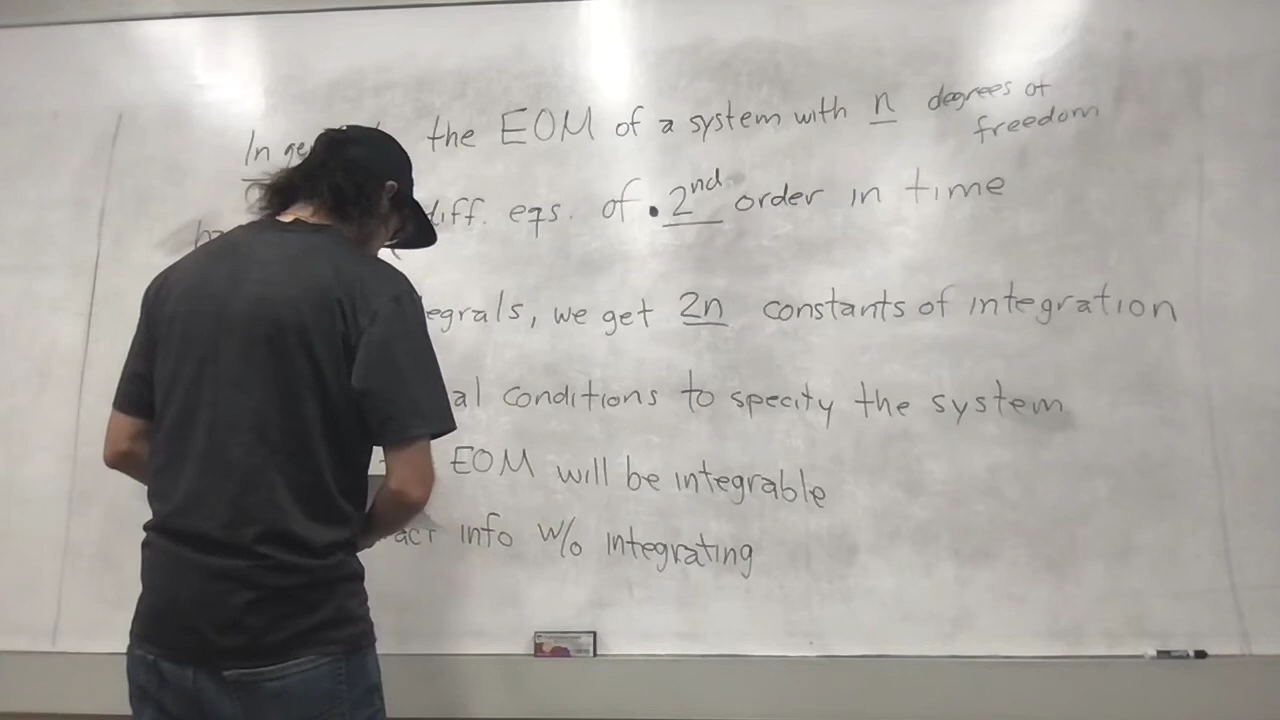 In ge the EOM of a system with n degrees of freedom
diff. eqs. of 2nd order in time
egrals, we get 2n constants of integration
al conditions to specify the system
EOM will be integrable
act info w/o integrating